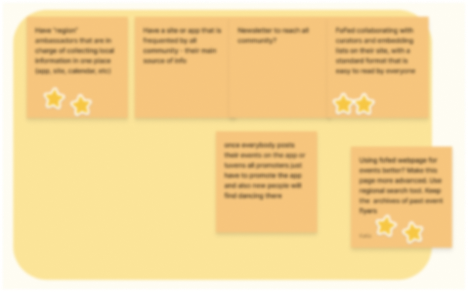 Have "region"
ambassadors that are in
charge of collecting local
information in one place
(app, site, calendar, etc)
Have a site or app that is
frequented by all
community - their main
source of info
Newsletter to reach all
community?
collaborating with
curators and embedding
lists on their site, with a
standard format that is
easy to read by everyone
once everybody posts
their events on the app or
all promoters just
have to promote the app
and also new people will
find dancing there
Using webpage for
events better? Make this
page more advanced. Use
regional search tool. Keep
the archives of past event
flyers